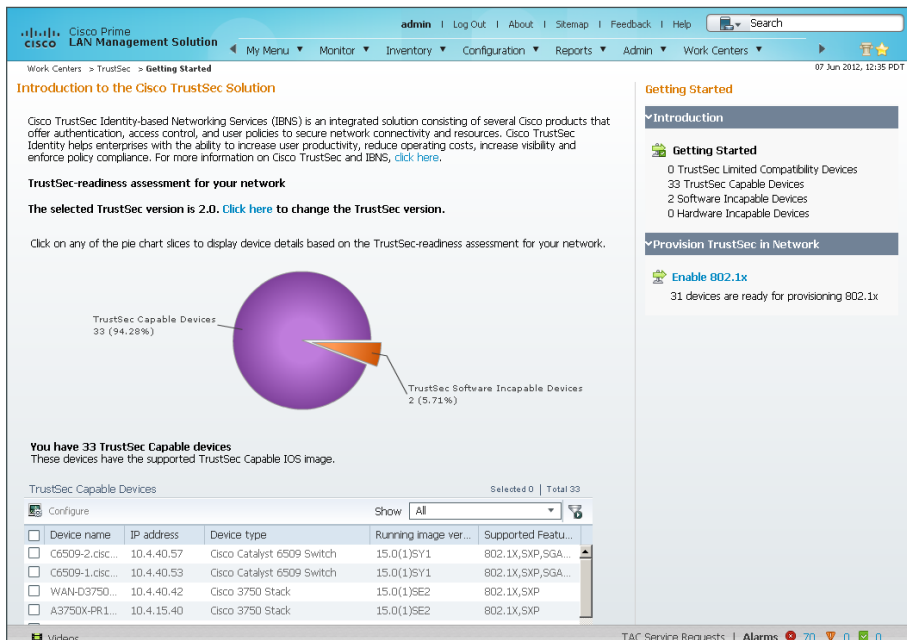 admin | Log Out | About | Sitemap | Feedback | Help Search
cisco Cisco Prime
LAN Management Solution
My Menu Monitor Inventory Configuration Reports Admin Work Centers
Work Centers > TrustSec > Getting Started
07 Jun 2012, 12:35 PDT
Introduction to the Cisco TrustSec Solution
Cisco TrustSec Identity-based Networking Services (IBNS) is an integrated solution consisting of several Cisco products that
offer authentication, access control, and user policies to secure network connectivity and resources. Cisco TrustSec
Identity helps enterprises with the ability to increase user productivity, reduce operating costs, increase visibility and
enforce policy compliance. For more information on Cisco TrustSec and IBNS, click here.
TrustSec-readiness assessment for your network
The selected TrustSec version is 2.0. Click here to change the TrustSec version.
Click on any of the pie chart slices to display device details based on the TrustSec-readiness assessment for your network.
TrustSec Capable Devices
33 (94.28%)
TrustSec Software Incapable Devices
2 (5.71%)
You have 33 TrustSec Capable devices
These devices have the supported TrustSec Capable IOS image.
TrustSec Capable Devices
Selected 0 | Total 33
Configure
Show All
Device name IP address Device type Running image ver... Supported Featu...
C6509-2.cisc... 10.4.40.57 Cisco Catalyst 6509 Switch 15.0(1)SY1 802.1X,SXP,SGA...
C6509-1.cisc... 10.4.40.53 Cisco Catalyst 6509 Switch 15.0(1)SY1 802.1X,SXP,SGA...
WAN-D3750... 10.4.40.42 Cisco 3750 Stack 15.0(1)SE2 802.1X,SXP
A3750X-PR1... 10.4.15.40 Cisco 3750 Stack 15.0(1)SE2 802.1X,SXP
Getting Started
Introduction
Getting Started
0 TrustSec Limited Compatibility Devices
33 TrustSec Capable Devices
2 Software Incapable Devices
0 Hardware Incapable Devices
Provision TrustSec in Network
Enable 802.1x
31 devices are ready for provisioning 802.1x
Videos
TAC Service Requests | Alarms 70 0 0